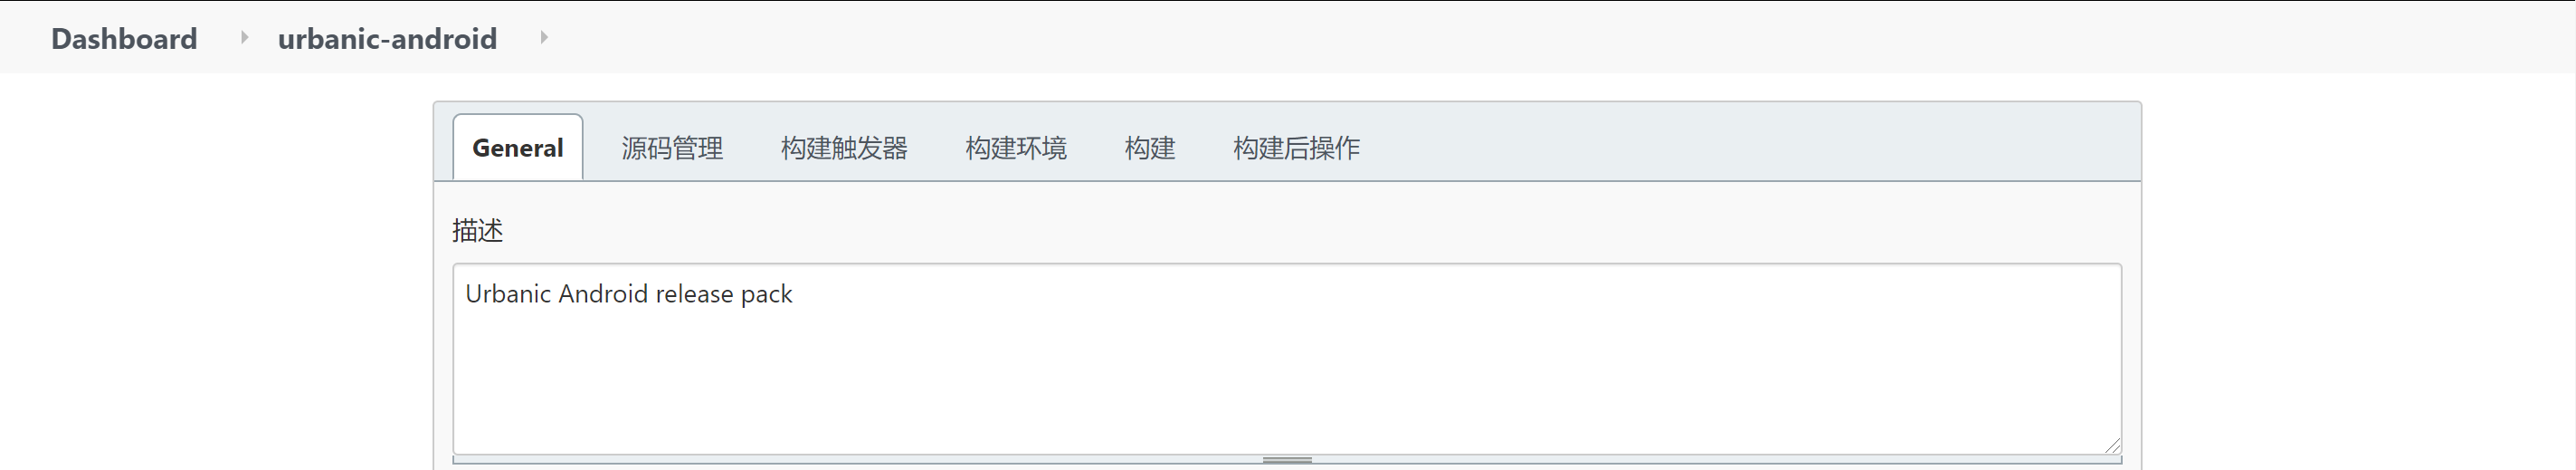 Dashboard urbanic-android
General 源码管理 构建触发器 构建环境 构建 构建后操作
描述
Urbanic Android release pack